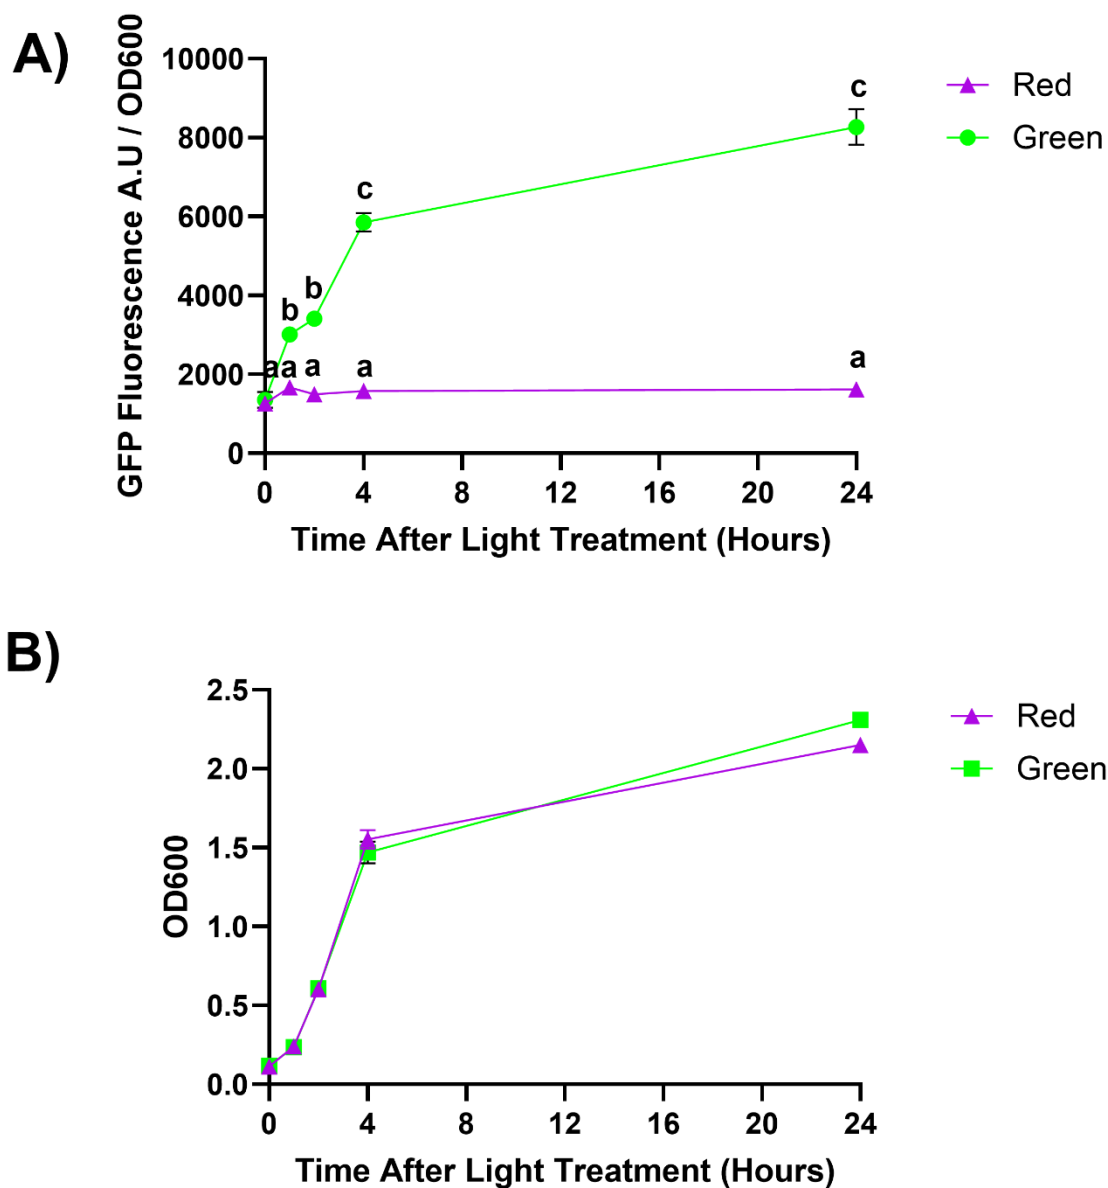 A)
GFP Fluorescence A.U / OD600
10000
8000
6000
4000
2000
0
a
a
b
a
b
a
c
a
c
a
0 4 8 12 16 20 24
Time After Light Treatment (Hours)
Red
Green
B)
OD600
2.5
2.0
1.5
1.0
0.5
0.0
0 4 8 12 16 20 24
Time After Light Treatment (Hours)
Red
Green